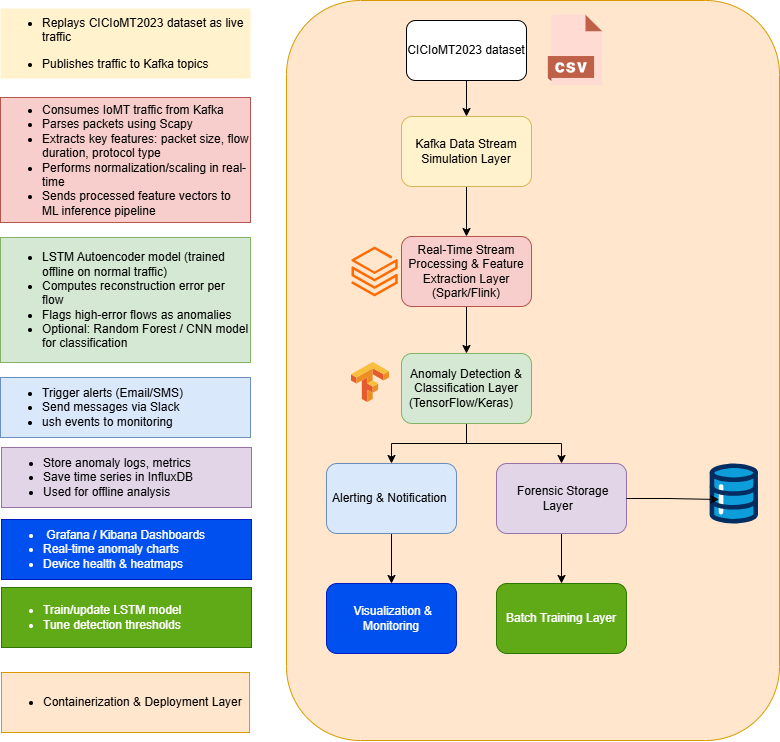 Replays CICIoMT2023 dataset as live
traffic
Publishes traffic to Kafka topics
Consumes IoMT traffic from Kafka
Parses packets using Scapy
Extracts key features: packet size, flow
duration, protocol type
Performs normalization/scaling in real-
time
Sends processed feature vectors to
ML inference pipeline
LSTM Autoencoder model (trained
offline on normal traffic)
Computes reconstruction error per
flow
Flags high-error flows as anomalies
Optional: Random Forest / CNN model
for classification
Trigger alerts (Email/SMS)
Send messages via Slack
ush events to monitoring
Store anomaly logs, metrics
Save time series in InfluxDB
Used for offline analysis
Grafana / Kibana Dashboards
Real-time anomaly charts
Device health & heatmaps
Train/update LSTM model
Tune detection thresholds
Containerization & Deployment Layer
CICIoMT2023 dataset
CSV
Kafka Data Stream
Simulation Layer
Real-Time Stream
Processing & Feature
Extraction Layer
(Spark/Flink)
Anomaly Detection &
Classification Layer
(TensorFlow/Keras)
Alerting & Notification
Forensic Storage
Layer
Visualization &
Monitoring
Batch Training Layer